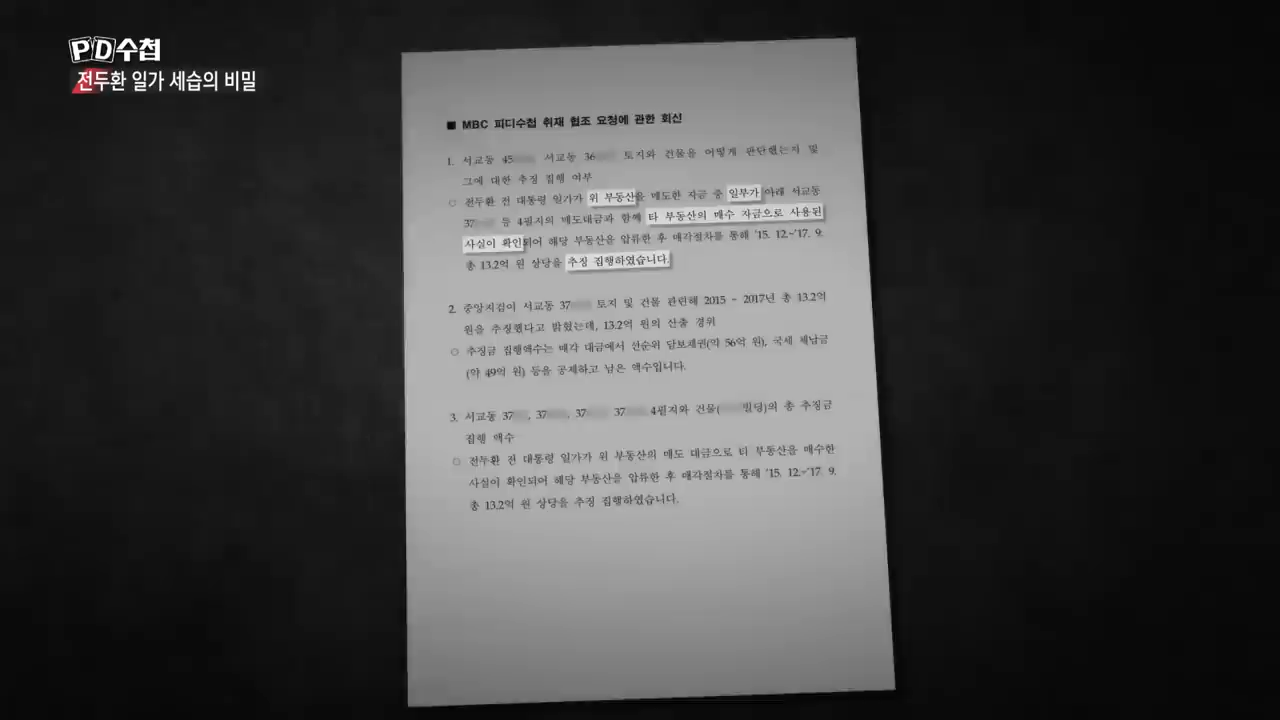 PD수첩
전두환 일가 세습의 비밀
■ MBC 피디수첩 취재 협조 요청에 관한 회신
1. 서교동 45 서교동 36 토지와 건물을 어떻게 판단했는지 및
그에 대한 추징 집행 여부
○ 전두환 전 대통령 일가가 위 부동산을 매도한 자금 중 일부가 아래 서교동
37 등 4필지의 매도대금과 함께 타 부동산의 매수 자금으로 사용된
사실이 확인되어 해당 부동산을 압류한 후 매각절차를 통해 '15. 12.~'17. 9.
총 13.2억 원 상당을 추징 집행하였습니다.
2. 중앙지검이 서교동 37 토지 및 건물 관련해 2015 - 2017년 총 13.2억
원을 추징했다고 밝혔는데, 13.2억 원의 산출 경위
○ 추징금 집행액수는 매각 대금에서 선순위 담보채권(약 56억 원), 국세 체납금
(약 49억 원) 등을 공제하고 남은 액수입니다.
3. 서교동 37 , 37 , 37 37 4필지와 건물( 빌딩)의 총 추징금
집행 액수
○ 전두환 전 대통령 일가가 위 부동산의 매도 대금으로 타 부동산을 매수한
사실이 확인되어 해당 부동산을 압류한 후 매각절차를 통해 '15. 12.~'17. 9.
총 13.2억 원 상당을 추징 집행하였습니다.